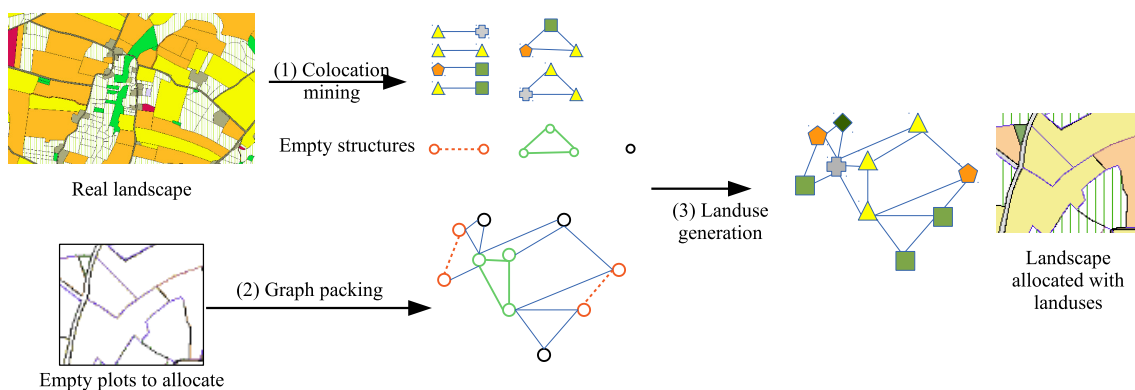 (1) Colocation
mining
Empty structures
Real landscape
(2) Graph packing
Empty plots to allocate
(3) Landuse
generation
Landscape
allocated with
landuses